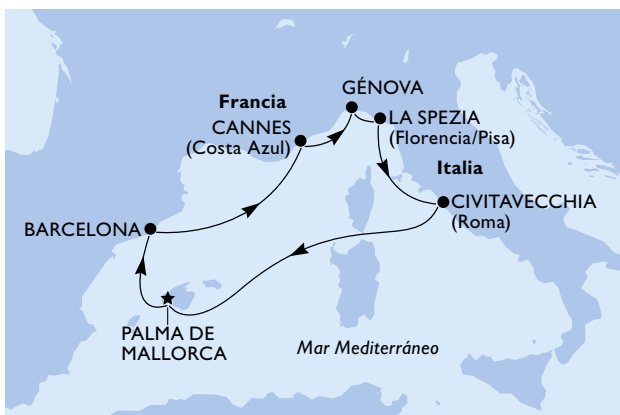 GÉNOVA
Francia
CANNES
(Costa Azul)
LA SPEZIA
(Florencia/Pisa)
Italia
CIVITAVECCHIA
(Roma)
BARCELONA
PALMA DE
MALLORCA
Mar Mediterráneo